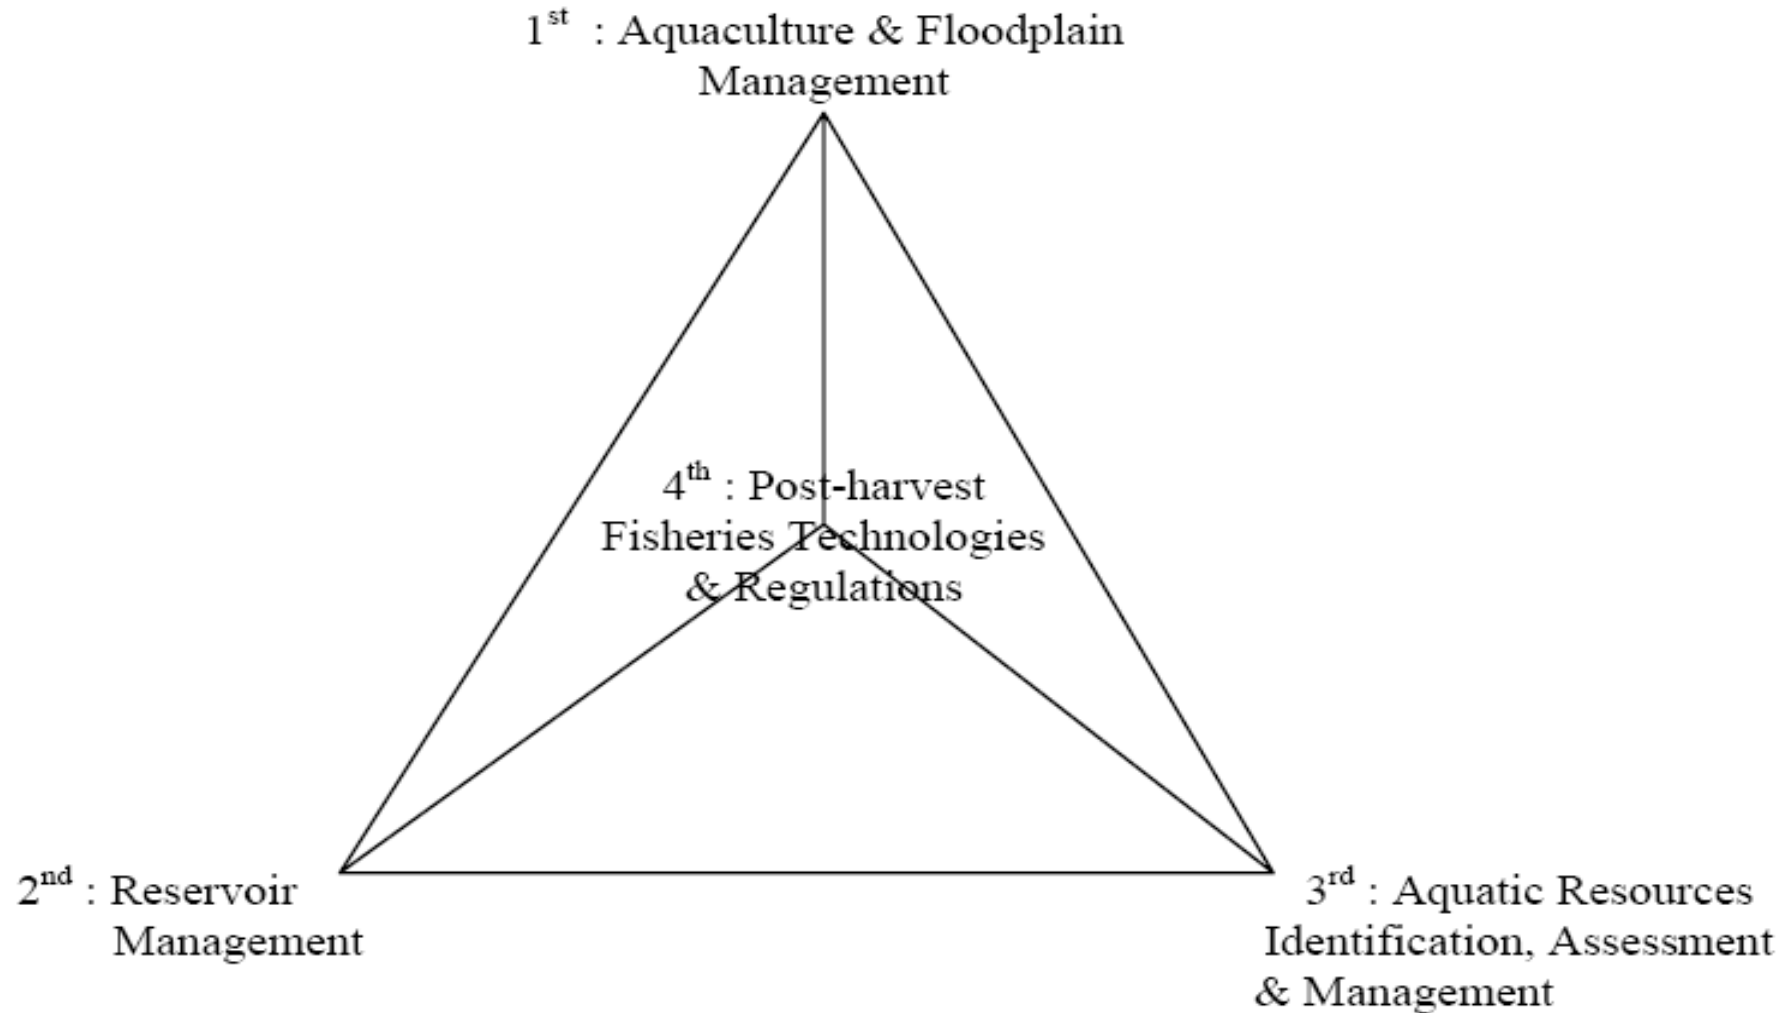 1st : Aquaculture & Floodplain
Management
4th : Post-harvest
Fisheries Technologies
& Regulations
2nd : Reservoir
Management
3rd : Aquatic Resources
Identification, Assessment
& Management